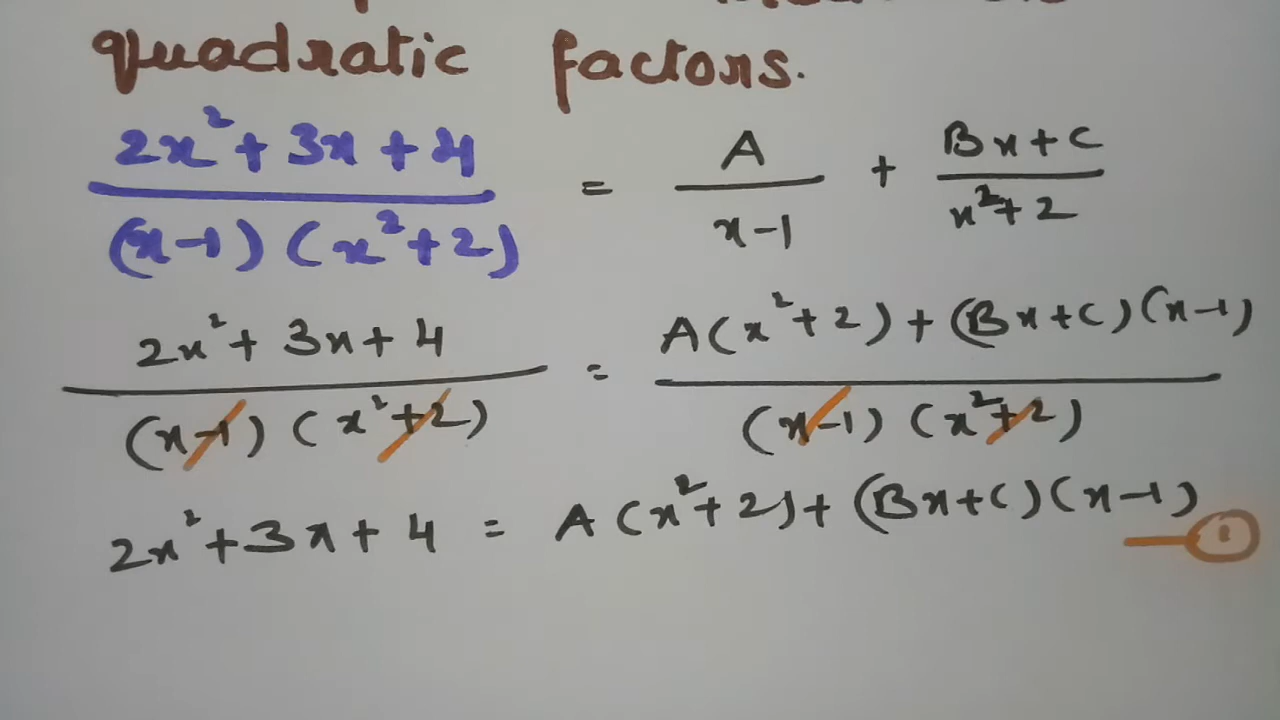 quadratic factors.
2x²+3x+4 / (x-1)(x²+2) = A / x-1 + Bx+C / x²+2
2x²+3x+4 / (x-1)(x²+2) = A(x²+2)+(Bx+C)(x-1) / (x-1)(x²+2)
2x²+3x+4 = A(x²+2)+(Bx+C)(x-1) —①